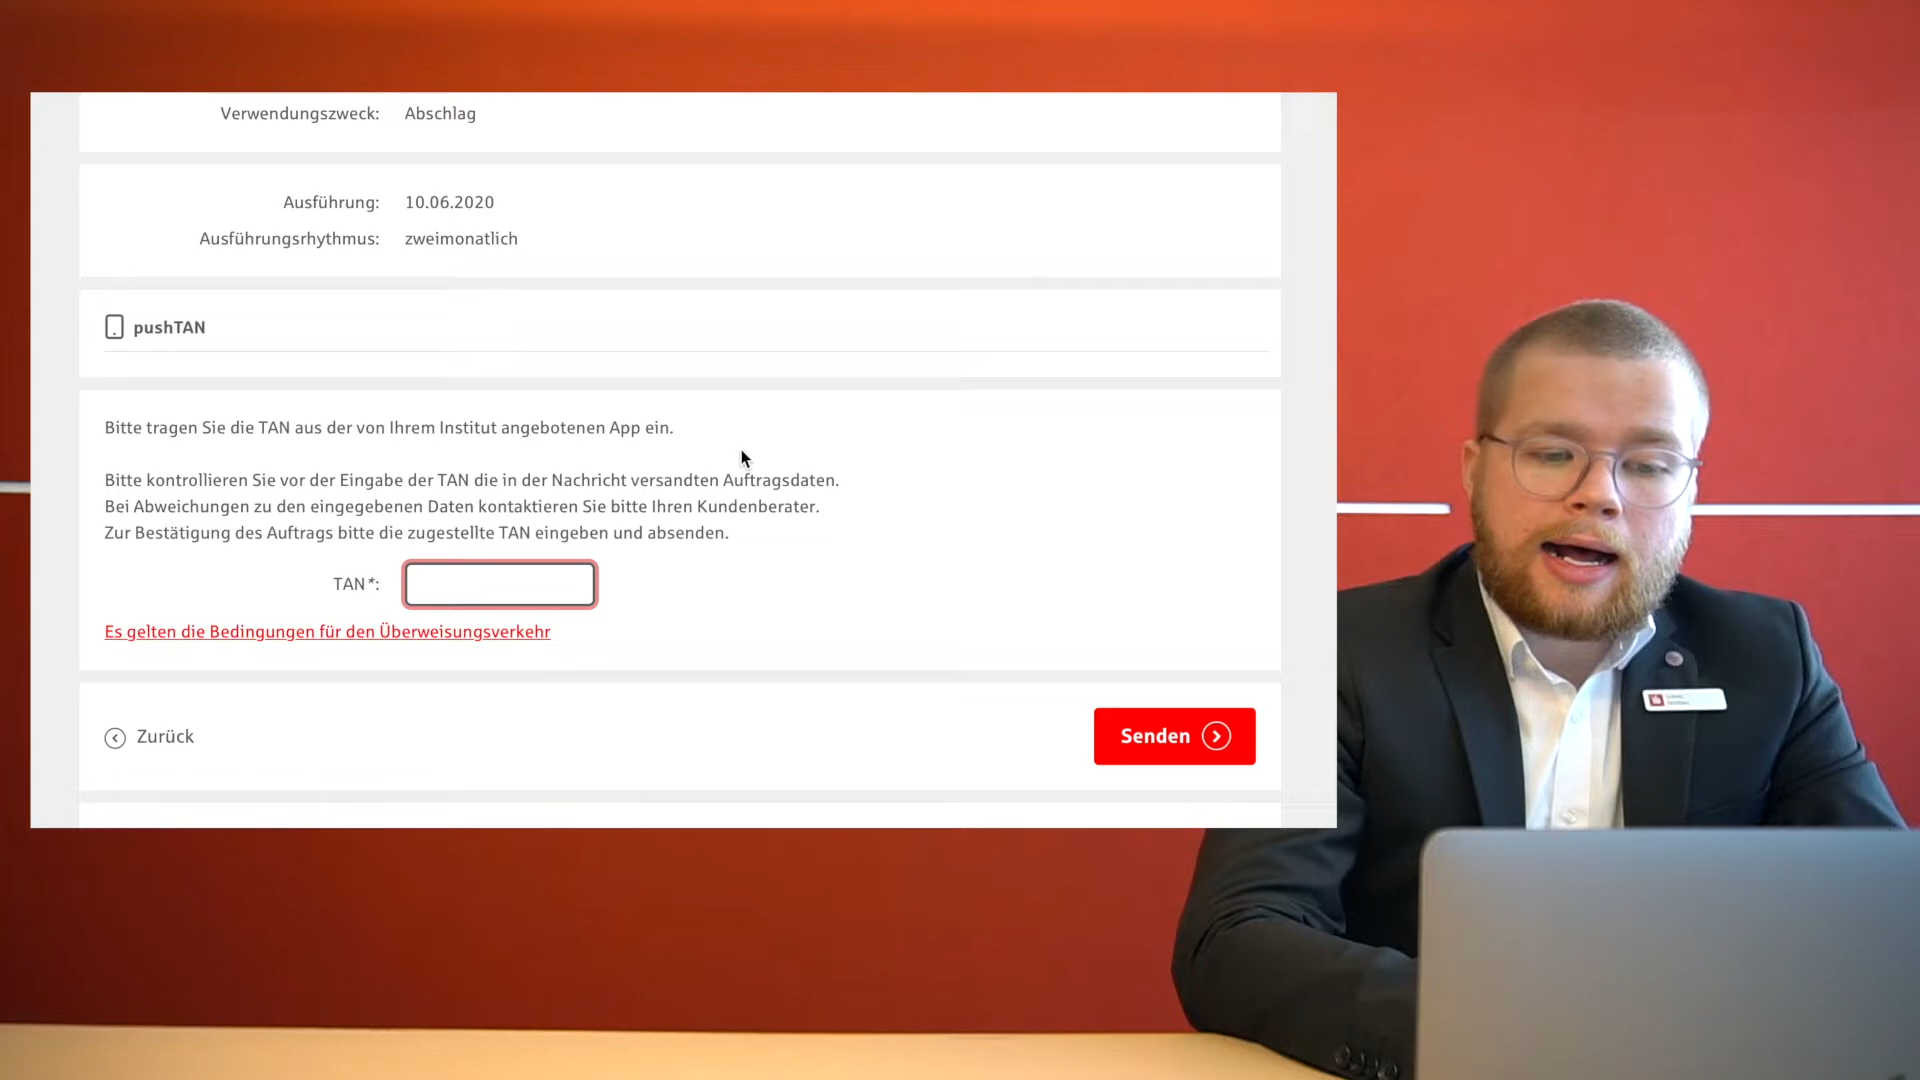 Verwendungszweck: Abschlag
Ausführung: 10.06.2020
Ausführungsrhythmus: zweimonatlich
pushTAN
Bitte tragen Sie die TAN aus der von Ihrem Institut angebotenen App ein.
Bitte kontrollieren Sie vor der Eingabe der TAN die in der Nachricht versandten Auftragsdaten.
Bei Abweichungen zu den eingegebenen Daten kontaktieren Sie bitte Ihren Kundenberater.
Zur Bestätigung des Auftrags bitte die zugestellte TAN eingeben und absenden.
TAN*:
Es gelten die Bedingungen für den Überweisungsverkehr
Zurück
Senden